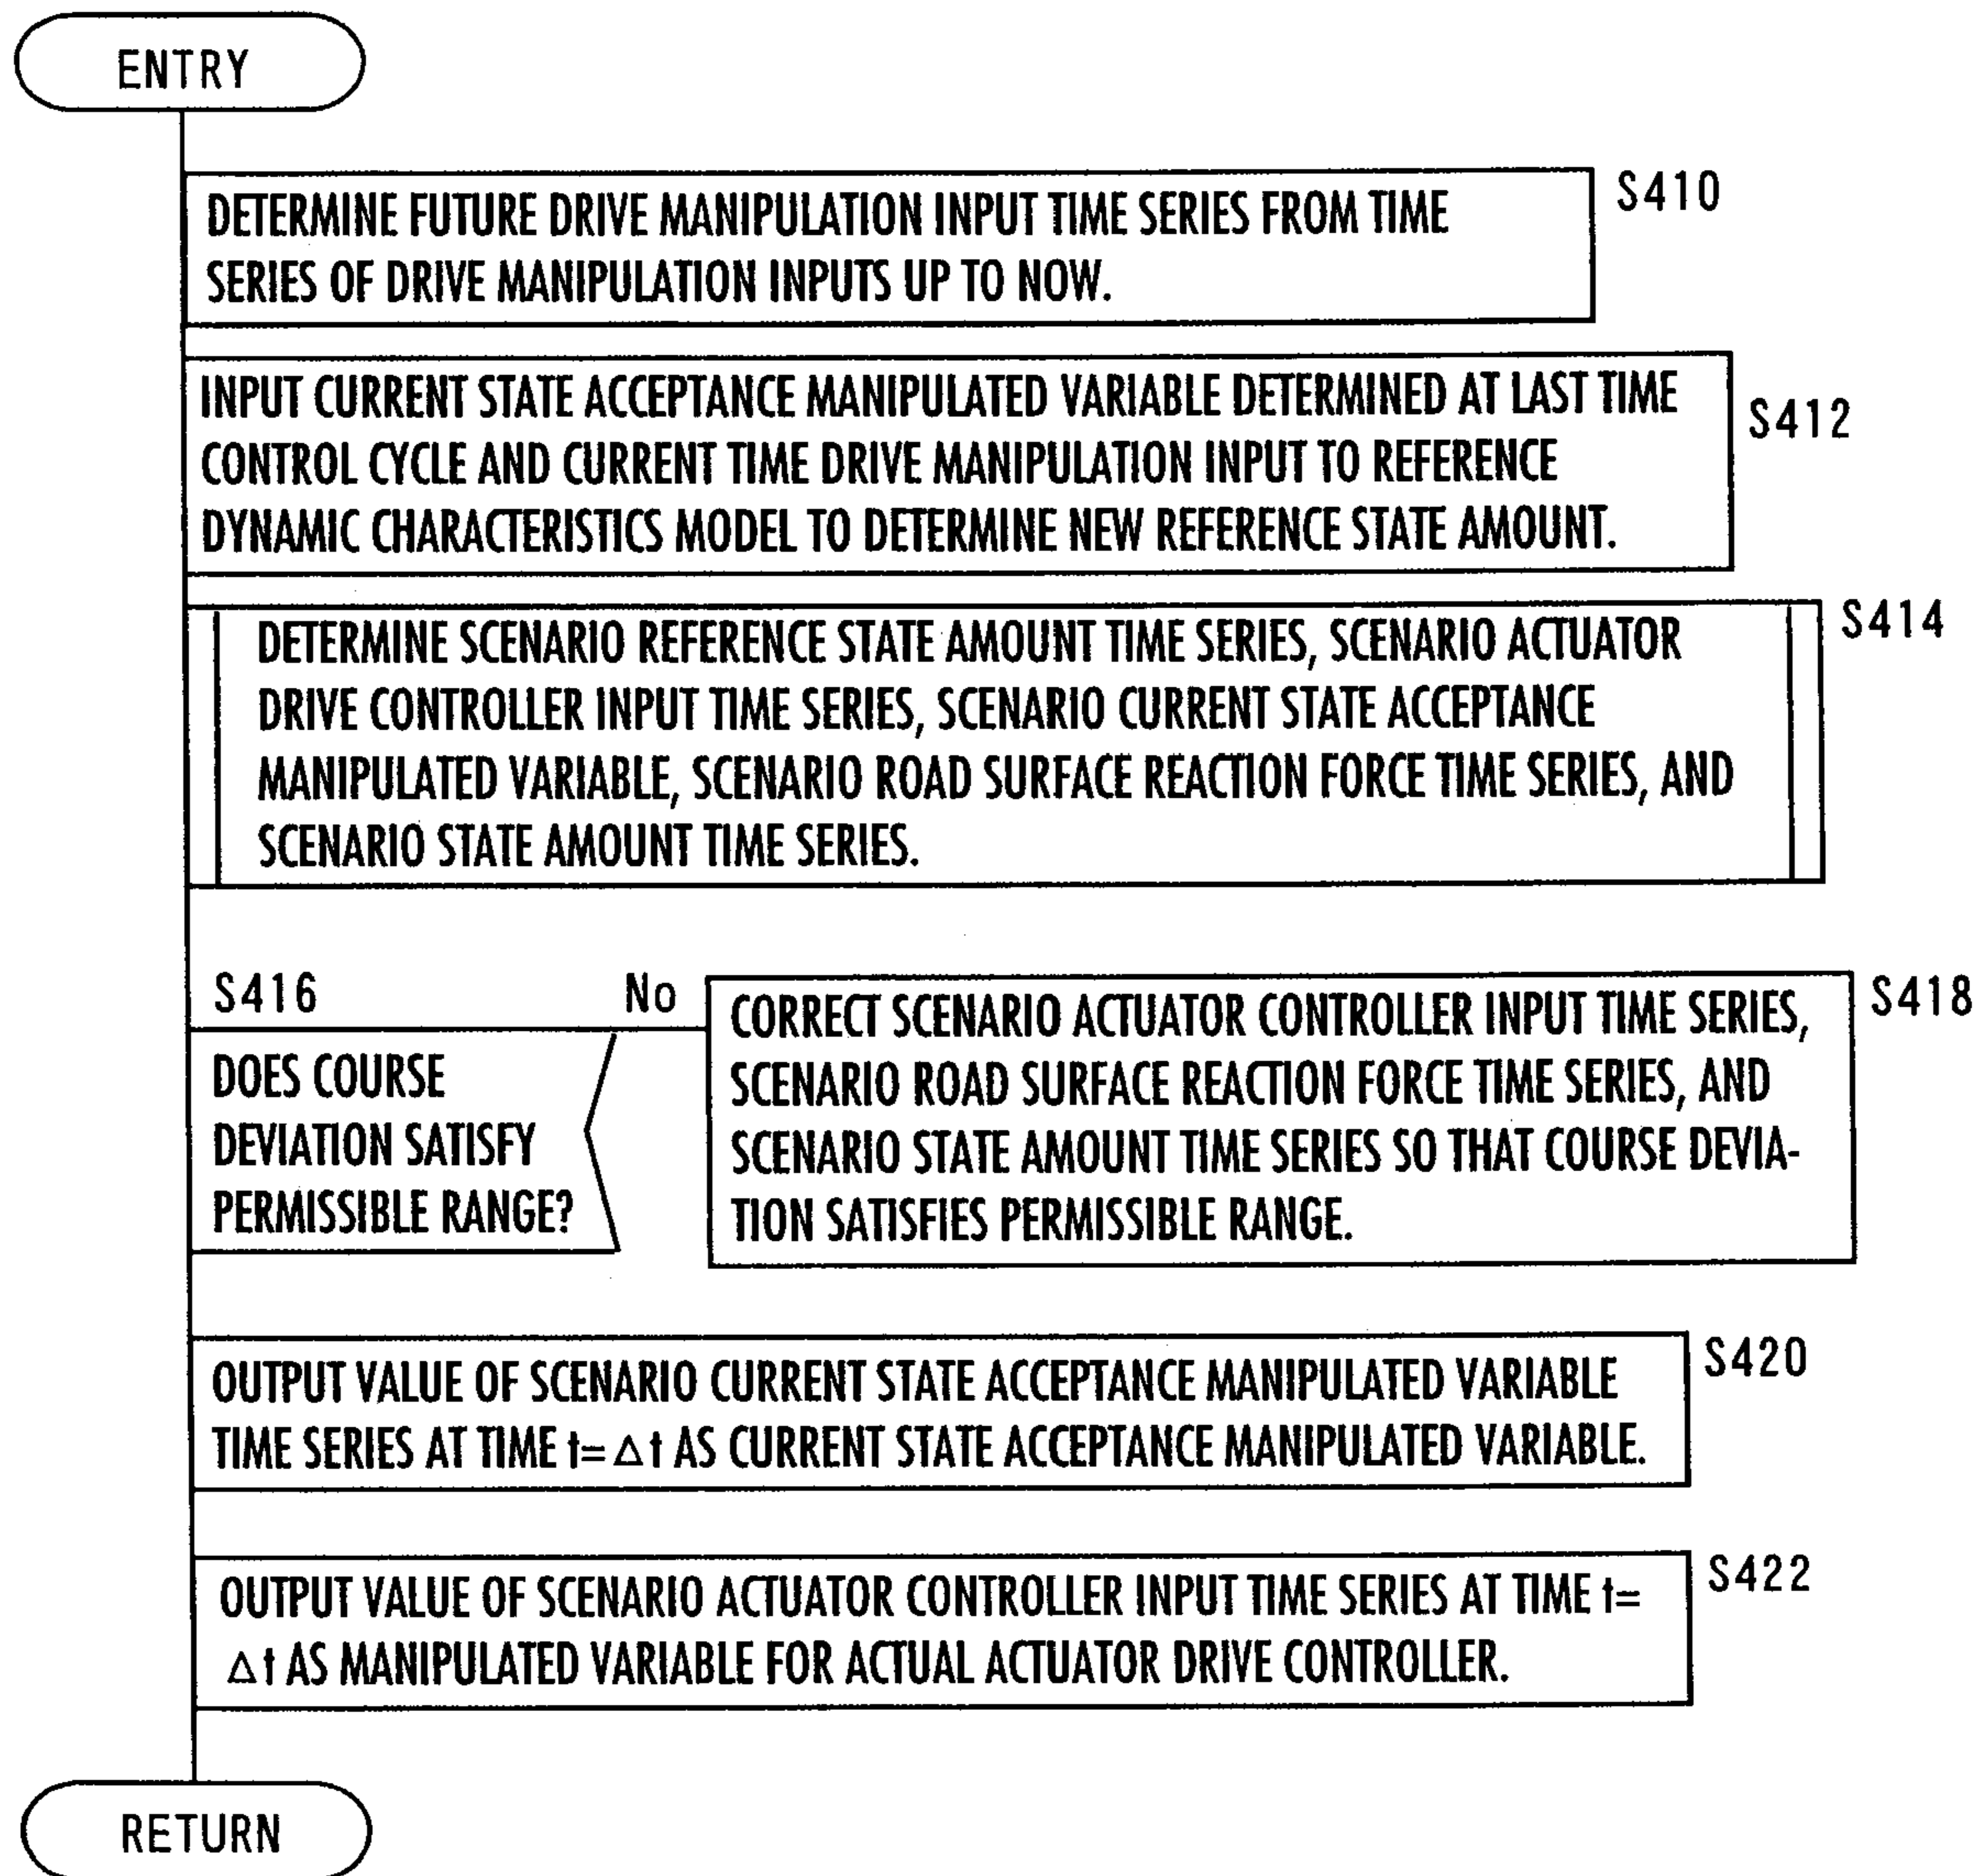 ENTRY
S410
DETERMINE FUTURE DRIVE MANIPULATION INPUT TIME SERIES FROM TIME
SERIES OF DRIVE MANIPULATION INPUTS UP TO NOW.
S412
INPUT CURRENT STATE ACCEPTANCE MANIPULATED VARIABLE DETERMINED AT LAST TIME
CONTROL CYCLE AND CURRENT TIME DRIVE MANIPULATION INPUT TO REFERENCE
DYNAMIC CHARACTERISTICS MODEL TO DETERMINE NEW REFERENCE STATE AMOUNT.
S414
DETERMINE SCENARIO REFERENCE STATE AMOUNT TIME SERIES, SCENARIO ACTUATOR
DRIVE CONTROLLER INPUT TIME SERIES, SCENARIO CURRENT STATE ACCEPTANCE
MANIPULATED VARIABLE, SCENARIO ROAD SURFACE REACTION FORCE TIME SERIES, AND
SCENARIO STATE AMOUNT TIME SERIES.
S416
DOES COURSE
DEVIATION SATISFY
PERMISSIBLE RANGE?
No
S418
CORRECT SCENARIO ACTUATOR CONTROLLER INPUT TIME SERIES,
SCENARIO ROAD SURFACE REACTION FORCE TIME SERIES, AND
SCENARIO STATE AMOUNT TIME SERIES SO THAT COURSE DEVIA-
TION SATISFIES PERMISSIBLE RANGE.
S420
OUTPUT VALUE OF SCENARIO CURRENT STATE ACCEPTANCE MANIPULATED VARIABLE
TIME SERIES AT TIME t=△t AS CURRENT STATE ACCEPTANCE MANIPULATED VARIABLE.
S422
OUTPUT VALUE OF SCENARIO ACTUATOR CONTROLLER INPUT TIME SERIES AT TIME t=
△t AS MANIPULATED VARIABLE FOR ACTUAL ACTUATOR DRIVE CONTROLLER.
RETURN